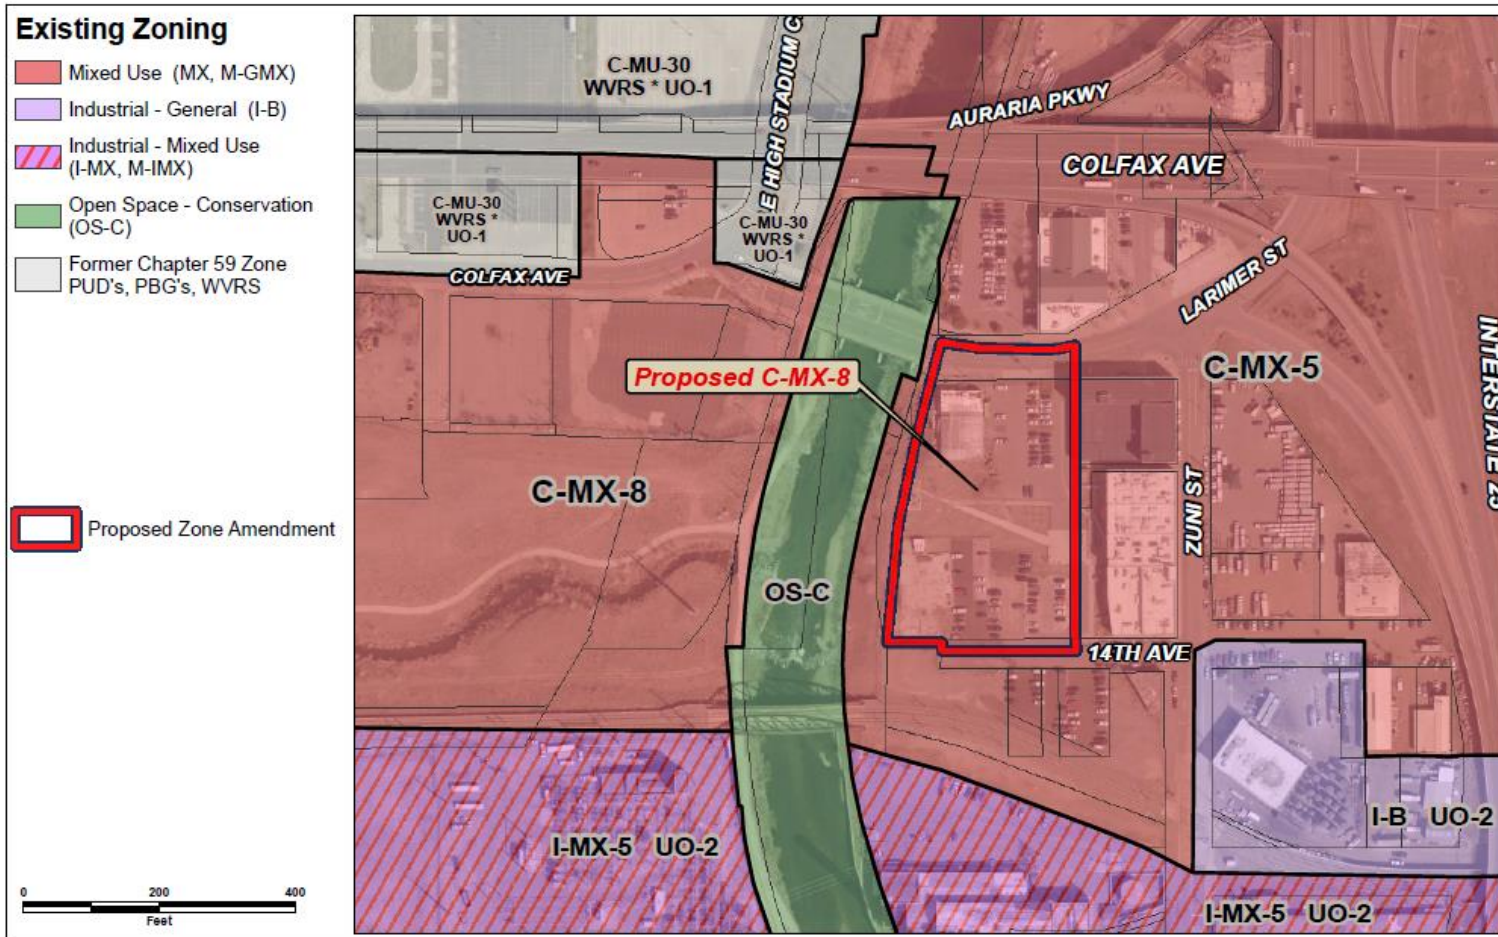 Existing Zoning
Mixed Use (MX, M-GMX)
Industrial - General (I-B)
Industrial - Mixed Use
(I-MX, M-IMX)
Open Space - Conservation
(OS-C)
Former Chapter 59 Zone
PUD's, PBG's, WVRS
Proposed Zone Amendment
0 200 400
Feet
C-MU-30
WVRS * UO-1
E HIGH STADIUM C
AURARIA PKWY
COLFAX AVE
C-MU-30
WVRS *
UO-1
C-MU-30
WVRS *
UO-1
COLFAX AVE
LARIMER ST
Proposed C-MX-8
C-MX-5
INTERSTATE 25
C-MX-8
ZUNI ST
OS-C
14TH AVE
I-MX-5 UO-2
I-B UO-2
I-MX-5 UO-2